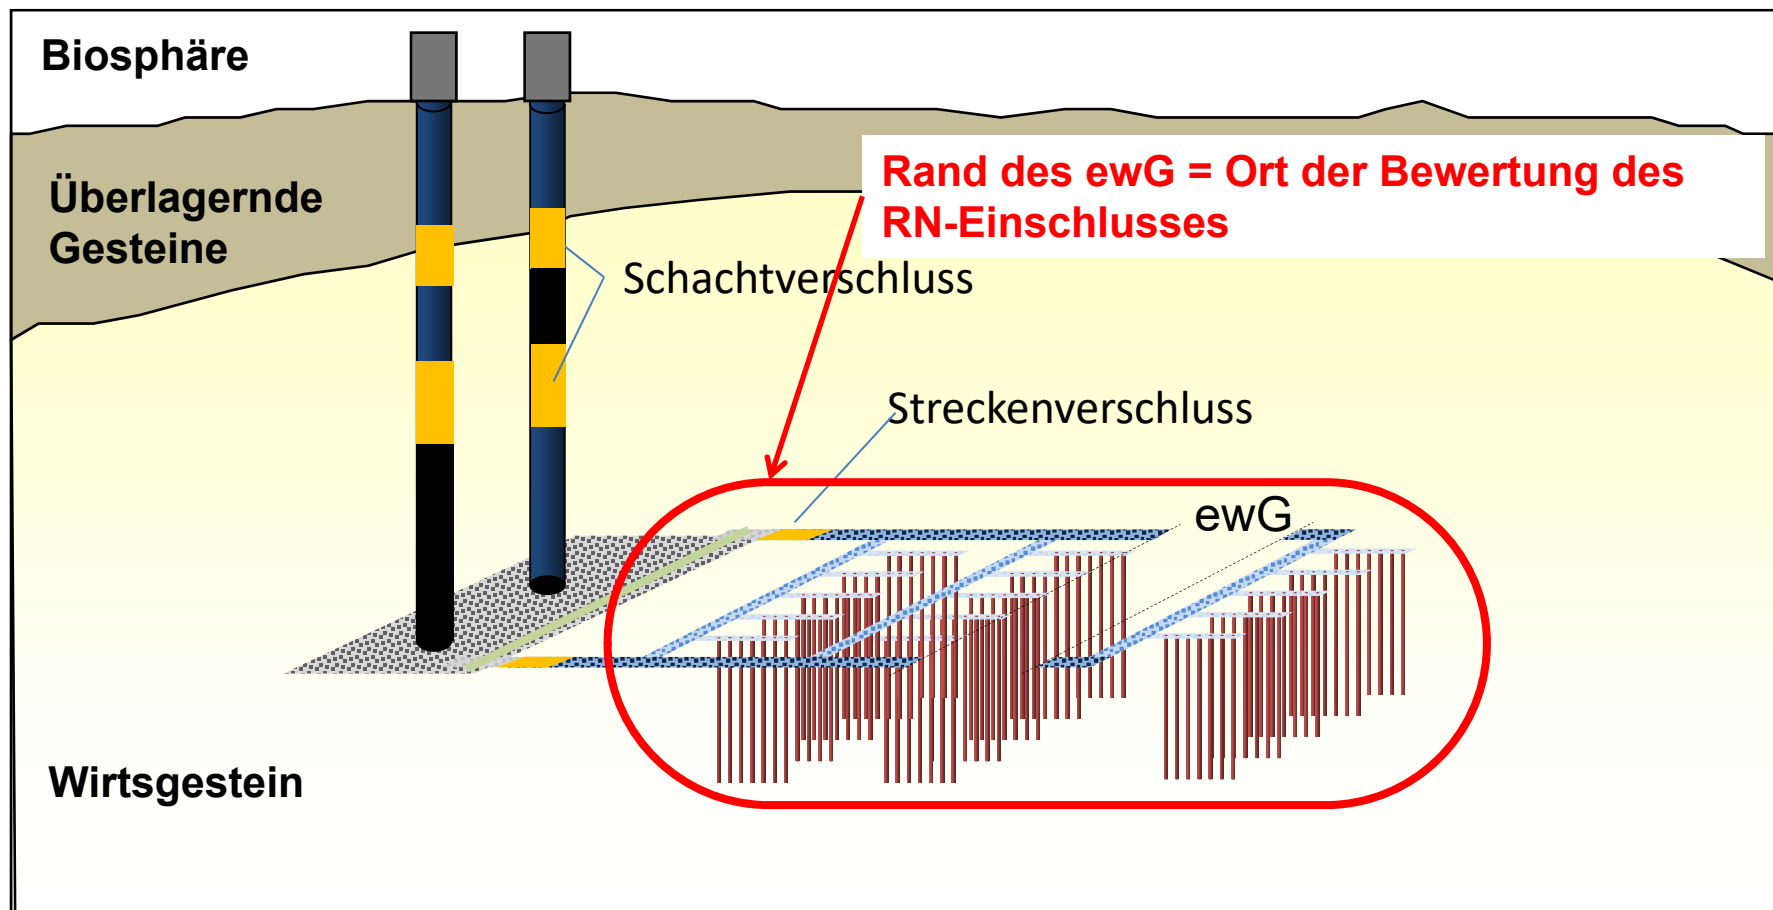 Biosphäre
Überlagernde
Gesteine
Rand des ewG = Ort der Bewertung des
RN-Einschlusses
Schachtverschluss
Streckenverschluss
ewG
Wirtsgestein